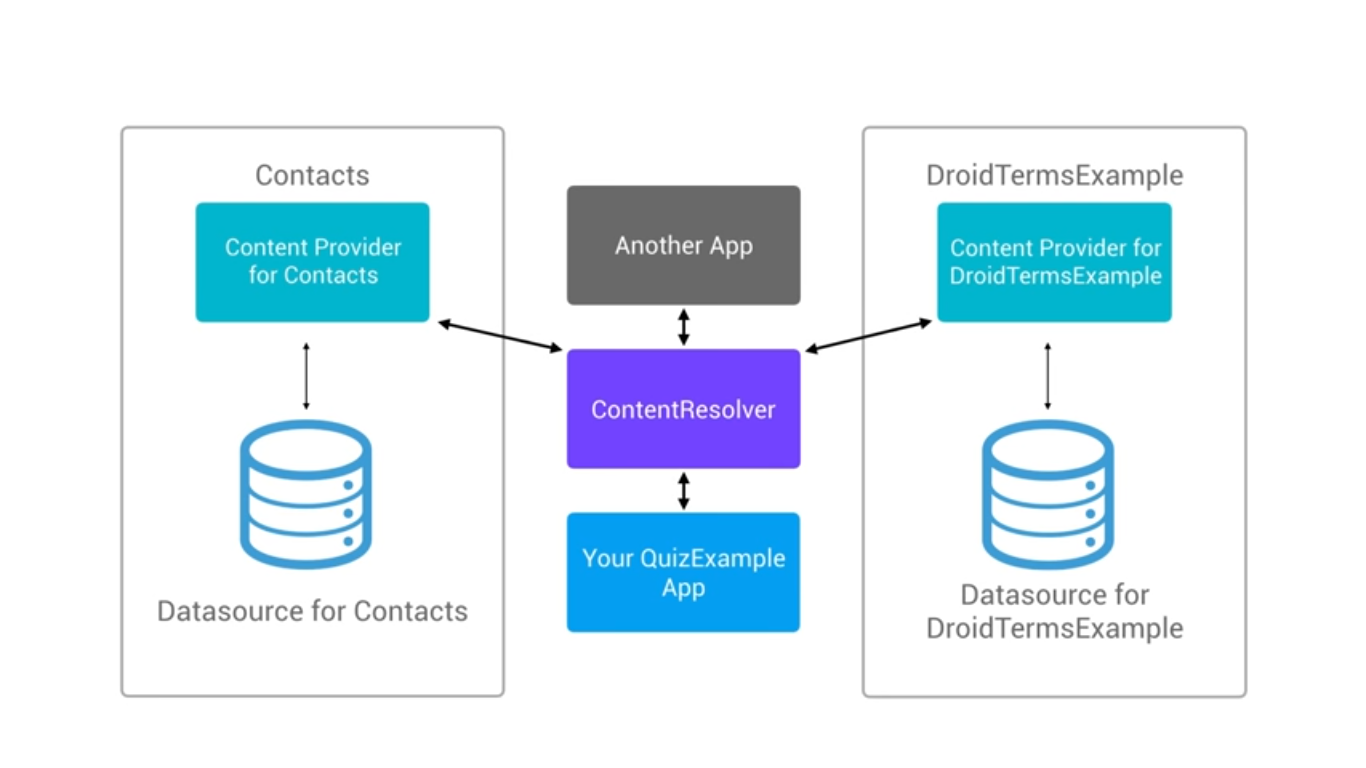 Contacts
Content Provider
for Contacts
Datasource for Contacts
Another App
ContentResolver
Your QuizExample
App
DroidTermsExample
Content Provider for
DroidTermsExample
Datasource for
DroidTermsExample